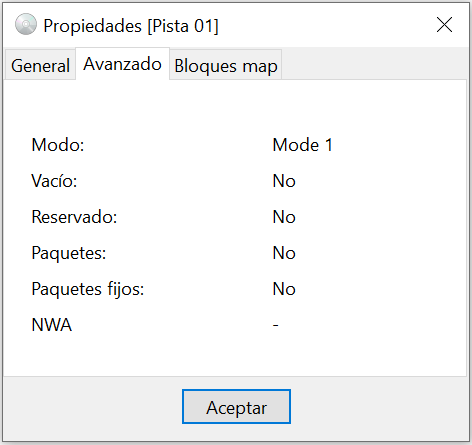 Propiedades [Pista 01]
General Avanzado Bloques map
Modo: Mode 1
Vacío: No
Reservado: No
Paquetes: No
Paquetes fijos: No
NWA -
Aceptar